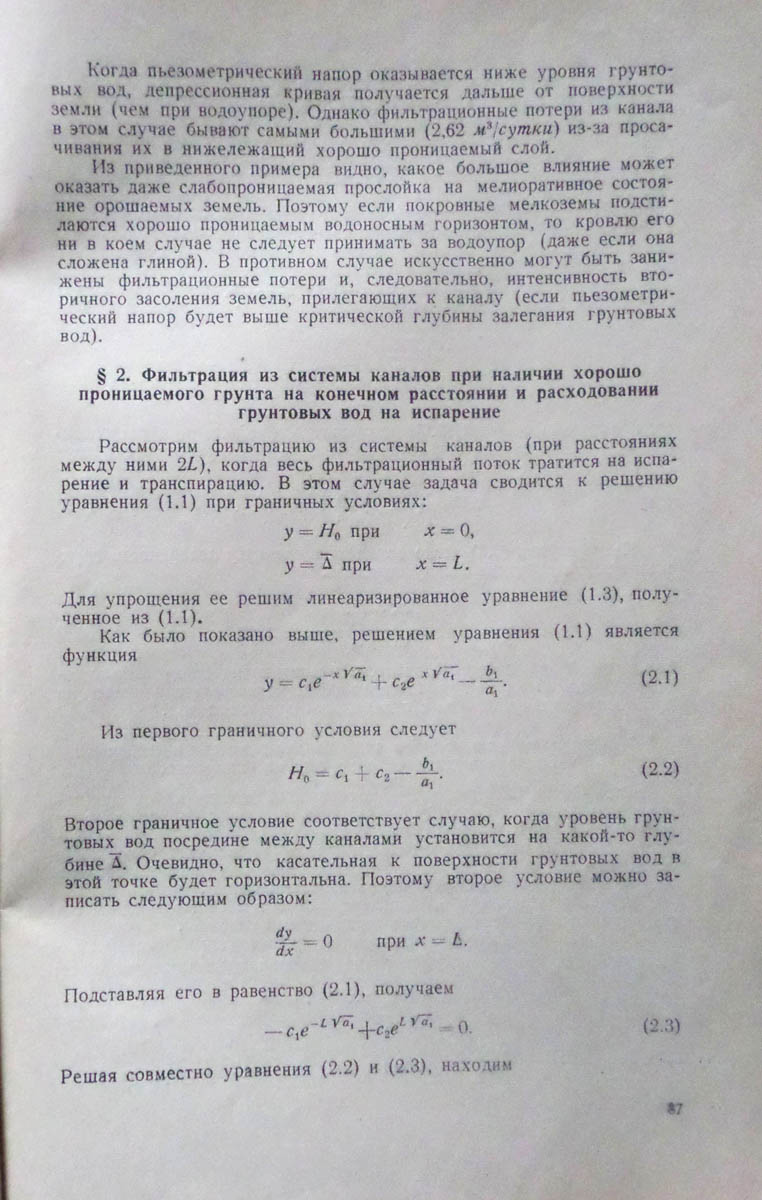 Когда пьезометрический напор оказывается ниже уровня грунто-
вых вод, депрессионная кривая получается дальше от поверхности
земли (чем при водоупоре). Однако фильтрационные потери из канала
в этом случае бывают самыми большими (2,62 м³/сутки) из-за проса-
чивания их в нижележащий хорошо проницаемый слой.
Из приведенного примера видно, какое большое влияние может
оказать даже слабопроницаемая прослойка на мелиоративное состоя-
ние орошаемых земель. Поэтому если покровные мелкоземы подсти-
лаются хорошо проницаемым водоносным горизонтом, то кровлю его
ни в коем случае не следует принимать за водоупор (даже если она
сложена глиной). В противном случае искусственно могут быть зани-
жены фильтрационные потери и, следовательно, интенсивность вто-
ричного засоления земель, прилегающих к каналу (если пьезометри-
ческий напор будет выше критической глубины залегания грунтовых
вод).
§ 2. Фильтрация из системы каналов при наличии хорошо
проницаемого грунта на конечном расстоянии и расходовании
грунтовых вод на испарение
Рассмотрим фильтрацию из системы каналов (при расстояниях
между ними 2L), когда весь фильтрационный поток тратится на испа-
рение и транспирацию. В этом случае задача сводится к решению
уравнения (1.1) при граничных условиях:
y = H₀ при x = 0,
y = Δ̅ при x = L.
Для упрощения ее решим линеаризированное уравнение (1.3), полу-
ченное из (1.1).
Как было показано выше, решением уравнения (1.1) является
функция
y = c₁e^{-x√a₁} + c₂e^{x√a₁} — b₁/a₁. (2.1)
Из первого граничного условия следует
H₀ = c₁ + c₂ — b₁/a₁. (2.2)
Второе граничное условие соответствует случаю, когда уровень грун-
товых вод посредине между каналами установится на какой-то глу-
бине Δ̅. Очевидно, что касательная к поверхности грунтовых вод в
этой точке будет горизонтальна. Поэтому второе условие можно за-
писать следующим образом:
dy/dx = 0 при x = L.
Подставляя его в равенство (2.1), получаем
— c₁e^{-L√a₁} + c₂e^{L√a₁} = 0. (2.3)
Решая совместно уравнения (2.2) и (2.3), находим
87